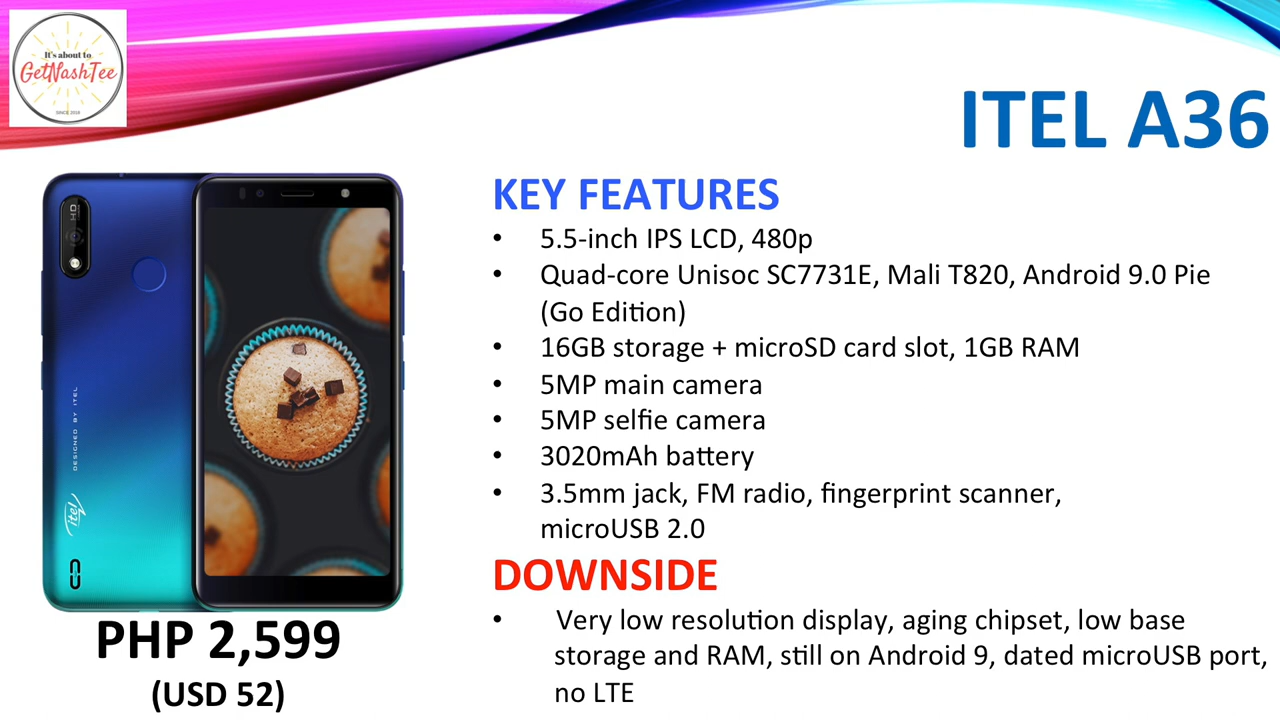 It's about to
GetNashTee
SINCE 2018
ITEL A36
KEY FEATURES
• 5.5-inch IPS LCD, 480p
• Quad-core Unisoc SC7731E, Mali T820, Android 9.0 Pie
(Go Edition)
• 16GB storage + microSD card slot, 1GB RAM
• 5MP main camera
• 5MP selfie camera
• 3020mAh battery
• 3.5mm jack, FM radio, fingerprint scanner,
microUSB 2.0
DOWNSIDE
• Very low resolution display, aging chipset, low base
storage and RAM, still on Android 9, dated microUSB port,
no LTE
HD
DESIGNED BY ITEL
itel
PHP 2,599
(USD 52)